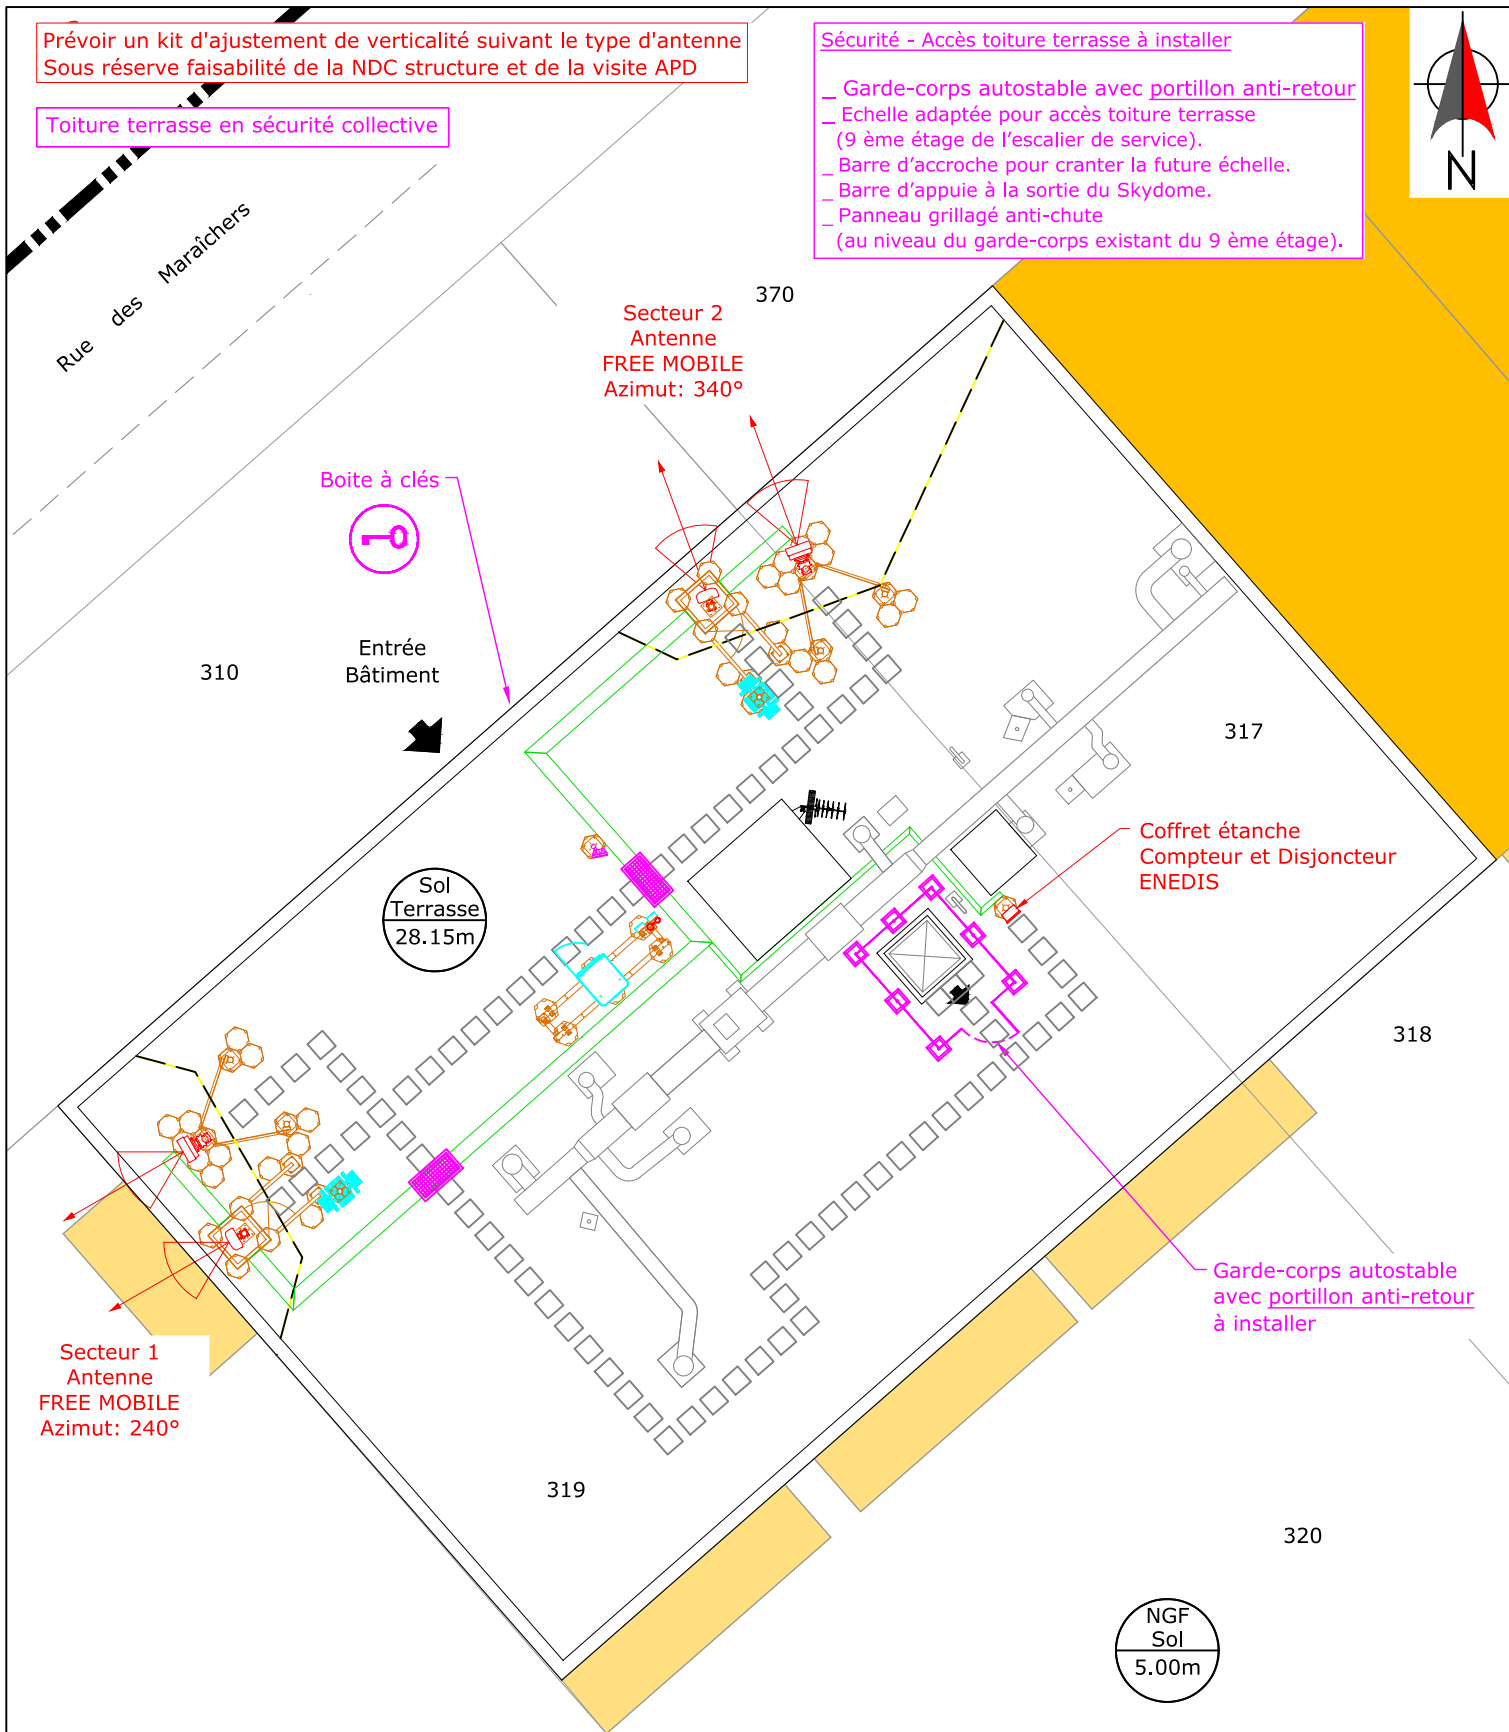 Prévoir un kit d'ajustement de verticalité suivant le type d'antenne
Sous réserve faisabilité de la NDC structure et de la visite APD
Toiture terrasse en sécurité collective
Sécurité - Accès toiture terrasse à installer
_ Garde-corps autostable avec portillon anti-retour
_ Echelle adaptée pour accès toiture terrasse
(9 ème étage de l'escalier de service).
_ Barre d'accroche pour cranter la future échelle.
_ Barre d'appuie à la sortie du Skydome.
_ Panneau grillagé anti-chute
(au niveau du garde-corps existant du 9 ème étage).
N
Rue des Maraîchers
370
Secteur 2
Antenne
FREE MOBILE
Azimut: 340°
Boite à clés
Entrée
Bâtiment
310
317
Coffret étanche
Compteur et Disjoncteur
ENEDIS
Sol
Terrasse
28.15m
318
Garde-corps autostable
avec portillon anti-retour
à installer
Secteur 1
Antenne
FREE MOBILE
Azimut: 240°
319
320
NGF
Sol
5.00m